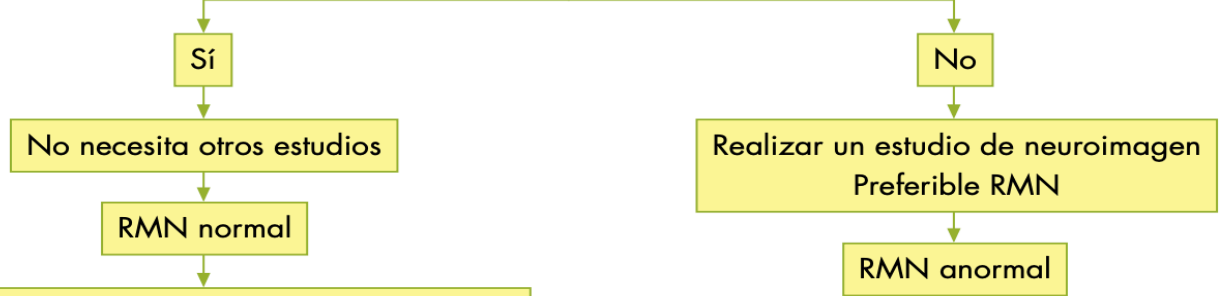 Sí
No
No necesita otros estudios
Realizar un estudio de neuroimagen
Preferible RMN
RMN normal
RMN anormal